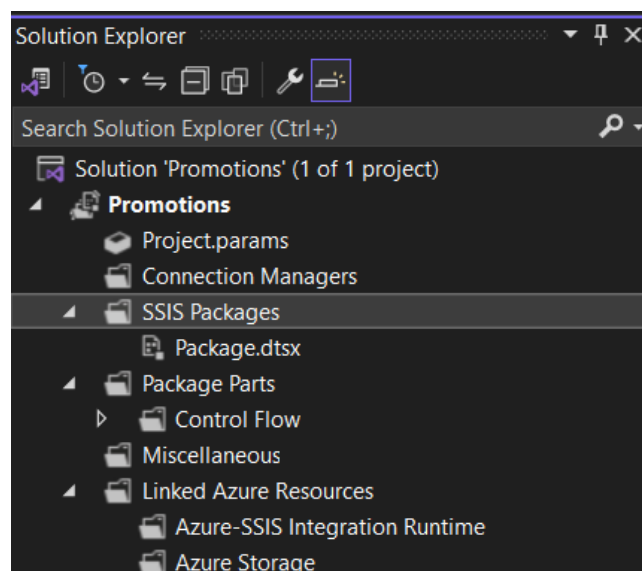 Solution Explorer
Search Solution Explorer (Ctrl+;)
Solution 'Promotions' (1 of 1 project)
Promotions
Project.params
Connection Managers
SSIS Packages
Package.dtsx
Package Parts
Control Flow
Miscellaneous
Linked Azure Resources
Azure-SSIS Integration Runtime
Azure Storage